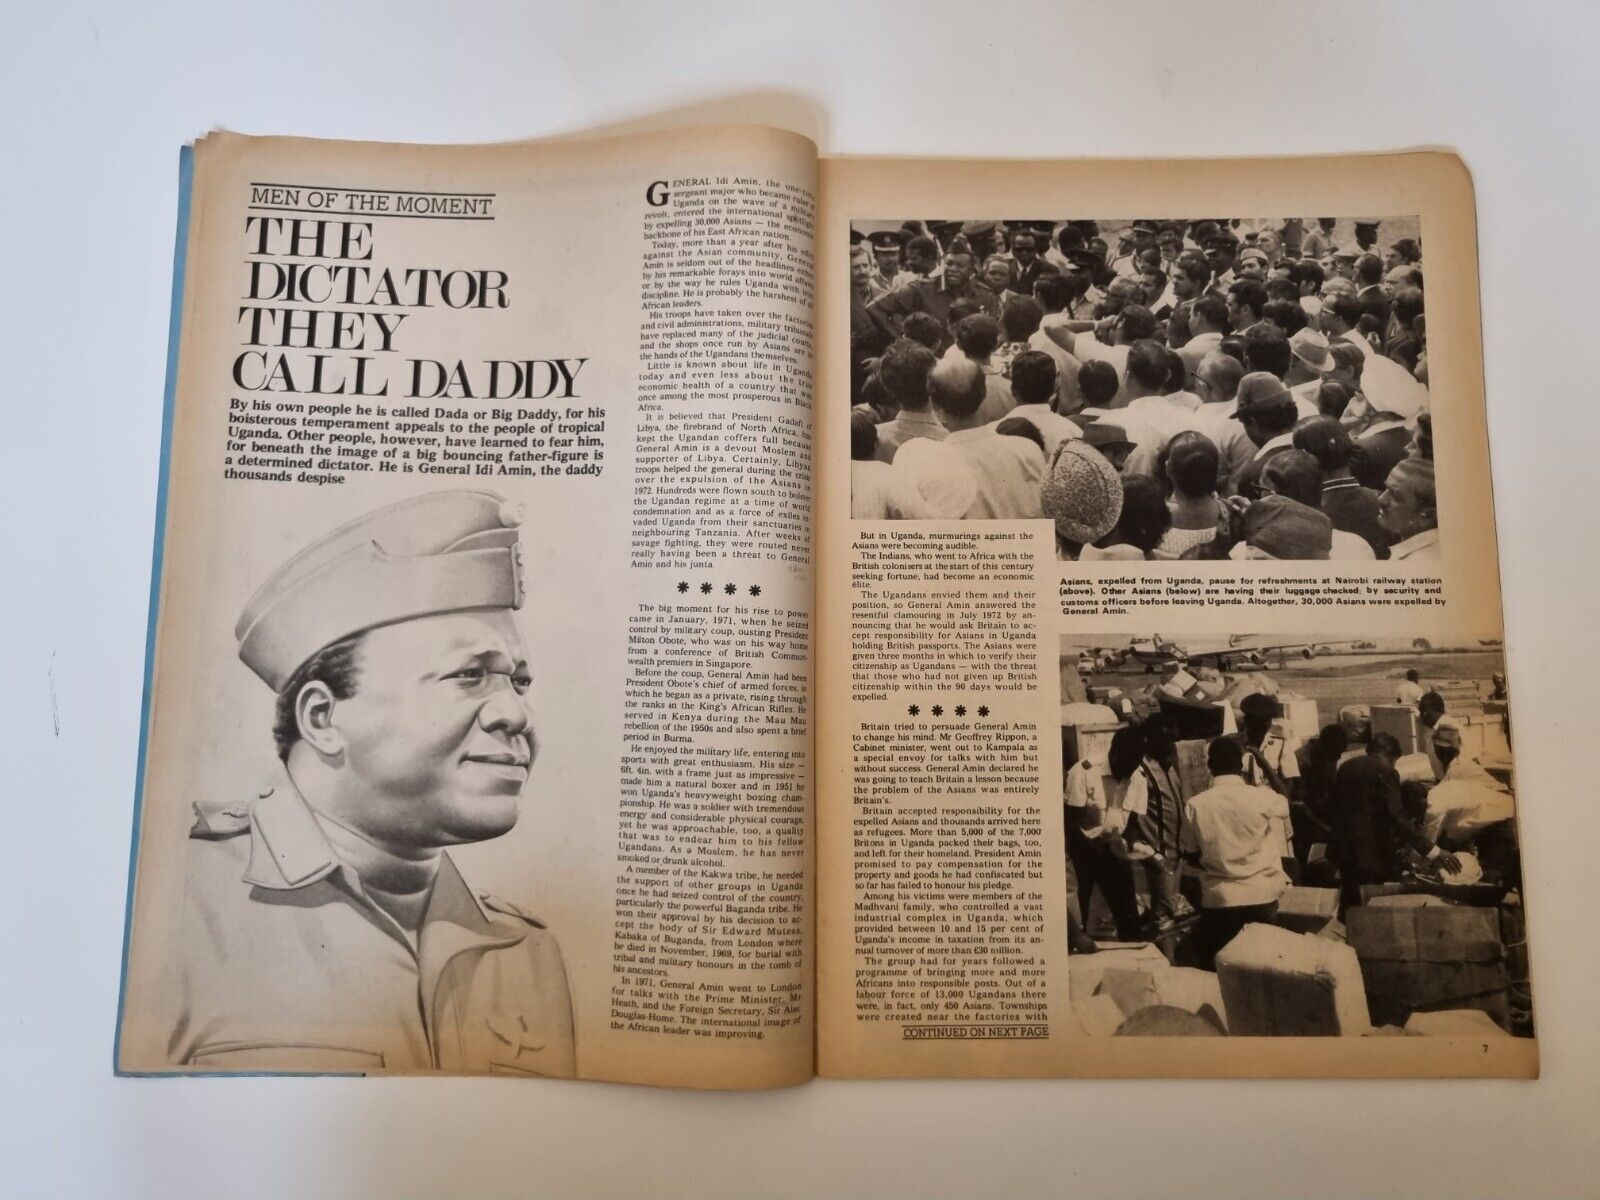 MEN OF THE MOMENT
THE
DICTATOR
THEY
CALL DADDY
By his own people he is called Dada or Big Daddy, for his
boisterous temperament appeals to the people of tropical
Uganda. Other people, however, have learned to fear him,
for beneath the image of a big bouncing father-figure is
a determined dictator. He is General Idi Amin, the daddy
thousands despise
GENERAL Idi Amin, the one-time
sergeant major who became ruler of
Uganda on the wave of a military
revolt, entered the international spotlight
by expelling 30,000 Asians — the economic
backbone of his East African nation.
Today, more than a year after his edict
against the Asian community, General
Amin is seldom out of the headlines either
by his remarkable forays into world affairs
or by the way he rules Uganda with iron
discipline. He is probably the harshest of all
African leaders.
His troops have taken over the factories
and civil administrations, military tribunals
have replaced many of the judicial courts,
and the shops once run by Asians are in
the hands of the Ugandans themselves.
Little is known about life in Uganda
today and even less about the true
economic health of a country that was
once among the most prosperous in Black
Africa.
It is believed that President Gadafi of
Libya, the firebrand of North Africa, has
kept the Ugandan coffers full because
General Amin is a devout Moslem and
supporter of Libya. Certainly, Libyan
troops helped the general during the crisis
over the expulsion of the Asians in
1972. Hundreds were flown south to bolster
the Ugandan regime at a time of world
condemnation and as a force of exiles in-
vaded Uganda from their sanctuaries in
neighbouring Tanzania. After weeks of
savage fighting, they were routed never
really having been a threat to General
Amin and his junta.
* * * *
The big moment for his rise to power
came in January, 1971, when he seized
control by military coup, ousting President
Milton Obote, who was on his way home
from a conference of British Common-
wealth premiers in Singapore.
Before the coup, General Amin had been
President Obote's chief of armed forces, in
which he began as a private, rising through
the ranks in the King's African Rifles. He
served in Kenya during the Mau Mau
rebellion of the 1950s and also spent a brief
period in Burma.
He enjoyed the military life, entering into
sports with great enthusiasm. His size —
6ft. 4in. with a frame just as impressive —
made him a natural boxer and in 1951 he
won Uganda's heavyweight boxing cham-
pionship. He was a soldier with tremendous
energy and considerable physical courage,
yet he was approachable, too, a quality
that was to endear him to his fellow
Ugandans. As a Moslem, he has never
smoked or drunk alcohol.
A member of the Kakwa tribe, he needed
the support of other groups in Uganda
once he had seized control of the country,
particularly the powerful Baganda tribe. He
won their approval by his decision to ac-
cept the body of Sir Edward Mutesa,
Kabaka of Buganda, from London where
he died in November, 1969, for burial with
tribal and military honours in the tomb of
his ancestors.
In 1971, General Amin went to London
for talks with the Prime Minister, Mr
Heath, and the Foreign Secretary, Sir Alec
Douglas-Home. The international image of
the African leader was improving.
But in Uganda, murmurings against the
Asians were becoming audible.
The Indians, who went to Africa with the
British colonisers at the start of this century
seeking fortune, had become an economic
élite.
The Ugandans envied them and their
position, so General Amin answered the
resentful clamouring in July 1972 by an-
nouncing that he would ask Britain to ac-
cept responsibility for Asians in Uganda
holding British passports. The Asians were
given three months in which to verify their
citizenship as Ugandans — with the threat
that those who had not given up British
citizenship within the 90 days would be
expelled.
* * * *
Britain tried to persuade General Amin
to change his mind. Mr Geoffrey Rippon, a
Cabinet minister, went out to Kampala as
a special envoy for talks with him but
without success. General Amin declared he
was going to teach Britain a lesson because
the problem of the Asians was entirely
Britain's.
Britain accepted responsibility for the
expelled Asians and thousands arrived here
as refugees. More than 5,000 of the 7,000
Britons in Uganda packed their bags, too,
and left for their homeland. President Amin
promised to pay compensation for the
property and goods he had confiscated but
so far has failed to honour his pledge.
Among his victims were members of the
Madhvani family, who controlled a vast
industrial complex in Uganda, which
provided between 10 and 15 per cent of
Uganda's income in taxation from its an-
nual turnover of more than £30 million.
The group had for years followed a
programme of bringing more and more
Africans into responsible posts. Out of a
labour force of 13,000 Ugandans there
were, in fact, only 450 Asians. Townships
were created near the factories with
CONTINUED ON NEXT PAGE
Asians, expelled from Uganda, pause for refreshments at Nairobi railway station
(above). Other Asians (below) are having their luggage checked; by security and
customs officers before leaving Uganda. Altogether, 30,000 Asians were expelled by
General Amin.
7